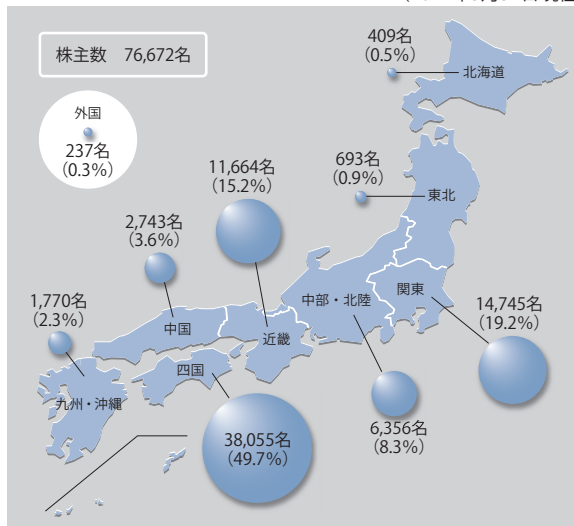 株主数 76,672名
409名
(0.5%)
北海道
外国
237名
(0.3%)
11,664名
(15.2%)
693名
(0.9%)
東北
2,743名
(3.6%)
1,770名
(2.3%)
中部・北陸
関東
14,745名
(19.2%)
中国
近畿
四国
九州・沖縄
6,356名
(8.3%)
38,055名
(49.7%)